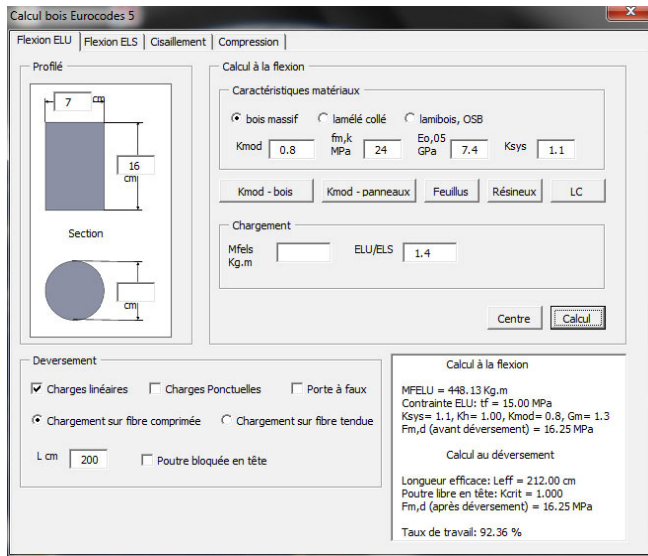 Calcul bois Eurocodes 5
Flexion ELU
Flexion ELS
Cisaillement
Compression
Profilé
7 cm
16
cm
Section
cm
Calcul à la flexion
Caractéristiques matériaux
bois massif
lamélé collé
lamibois, OSB
Kmod 0.8
fm,k MPa 24
Eo,05 GPa 7.4
Ksys 1.1
Kmod - bois
Kmod - panneaux
Feuillus
Résineux
LC
Chargement
Mfels Kg.m
ELU/ELS 1.4
Centre
Calcul
Deversement
Charges linéaires
Charges Ponctuelles
Porte à faux
Chargement sur fibre comprimée
Chargement sur fibre tendue
L cm 200
Poutre bloquée en tête
Calcul à la flexion
MFELU = 448.13 Kg.m
Contrainte ELU: tf = 15.00 MPa
Ksys= 1.1, Kh= 1.00, Kmod= 0.8, Gm= 1.3
Fm,d (avant déversement) = 16.25 MPa
Calcul au déversement
Longueur efficace: Leff = 212.00 cm
Poutre libre en tête: Kcrit = 1.000
Fm,d (après déversement) = 16.25 MPa
Taux de travail: 92.36 %